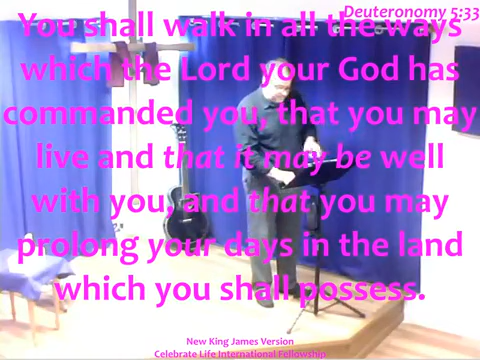 Deuteronomy 5:33
You shall walk in all the ways
which the Lord your God has
commanded you, that you may
live and that it may be well
with you, and that you may
prolong your days in the land
which you shall possess.
New King James Version
Celebrate Life International Fellowship